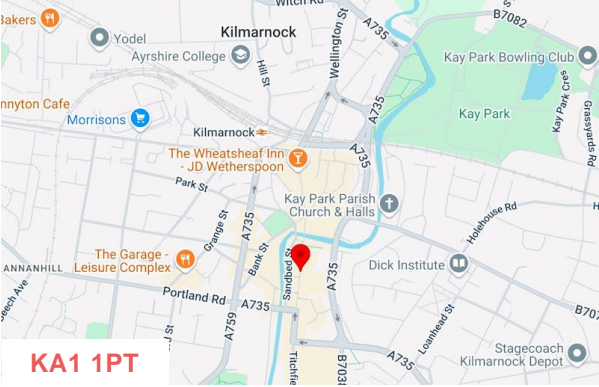 Witch Rd
A735
B7082
Bakers
Yodel
Kilmarnock
Wellington St
Ayrshire College
Hill St
Kay Park Bowling Club
Kay Park Cres
Grassyards Rd
nnyton Cafe
Morrisons
A735
Kay Park
Kilmarnock
The Wheatsheaf Inn
- JD Wetherspoon
A735
Park St
Kay Park Parish
Church & Halls
Holehouse Rd
Grange St
A735
Bank St
Sandbed St
The Garage -
Leisure Complex
ANNANHILL
Dick Institute
A735
Beech Ave
Portland Rd
A735
B7073
A759
d St
Loanhead St
Titchfie
B7038
Stagecoach
Kilmarnock Depot
KA1 1PT